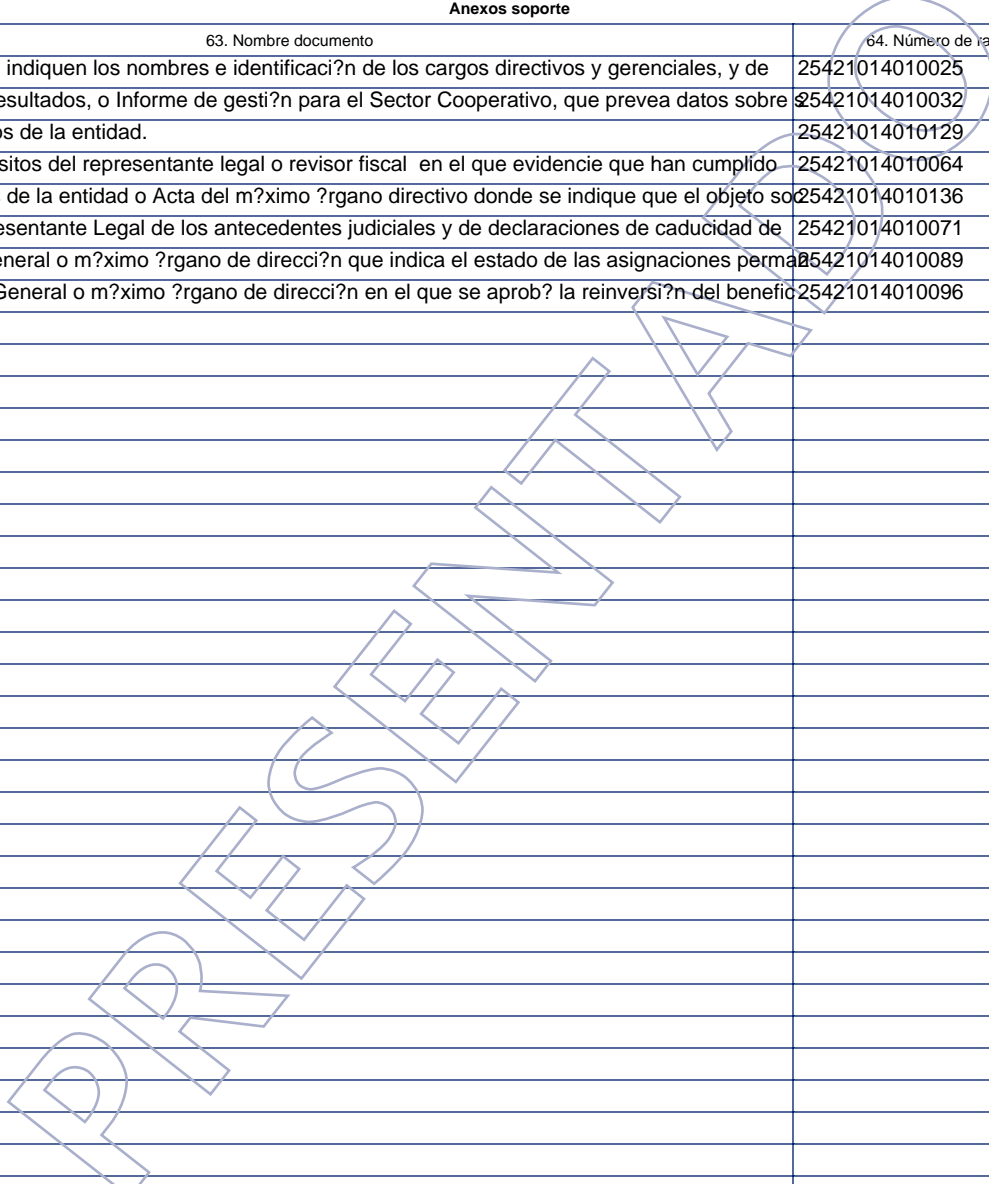 Anexos soporte
63. Nombre documento 64. Número de ra
indiquen los nombres e identificaci?n de los cargos directivos y gerenciales, y de 25421014010025
esultados, o Informe de gesti?n para el Sector Cooperativo, que prevea datos sobre s 25421014010032
os de la entidad. 25421014010129
sitos del representante legal o revisor fiscal en el que evidencie que han cumplido 25421014010064
de la entidad o Acta del m?ximo ?rgano directivo donde se indique que el objeto soc 25421014010136
esentante Legal de los antecedentes judiciales y de declaraciones de caducidad de 25421014010071
eneral o m?ximo ?rgano de direcci?n que indica el estado de las asignaciones perman 25421014010089
General o m?ximo ?rgano de direcci?n en el que se aprob? la reinversi?n del benefic 25421014010096
PRESENTADO